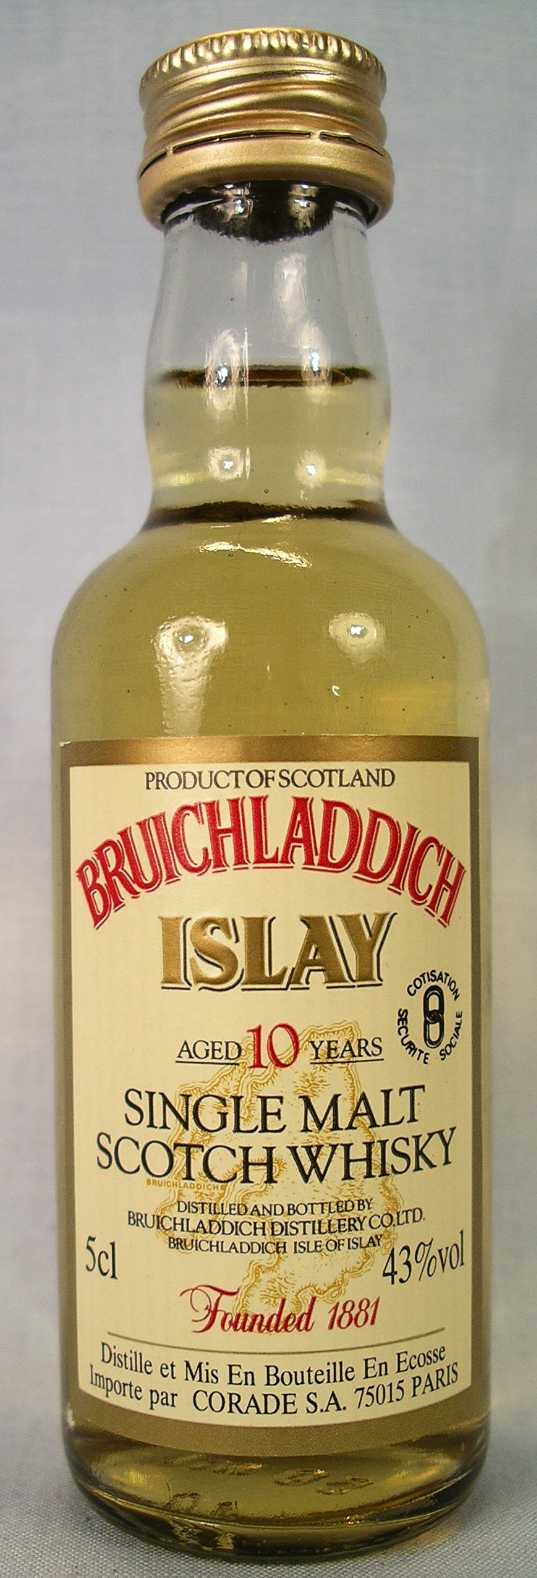 PRODUCT OF SCOTLAND
BRUICHLADDICH
ISLAY
COTISATION
SECURITE SOCIALE
AGED 10 YEARS
SINGLE MALT
SCOTCH WHISKY
BRUICHLADDICH
DISTILLED AND BOTTLED BY
BRUICHLADDICH DISTILLERY CO. LTD.
BRUICHLADDICH ISLE OF ISLAY
5cl
43%vol
Founded 1881
Distille et Mis En Bouteille En Ecosse
Importe par CORADE S.A. 75015 PARIS